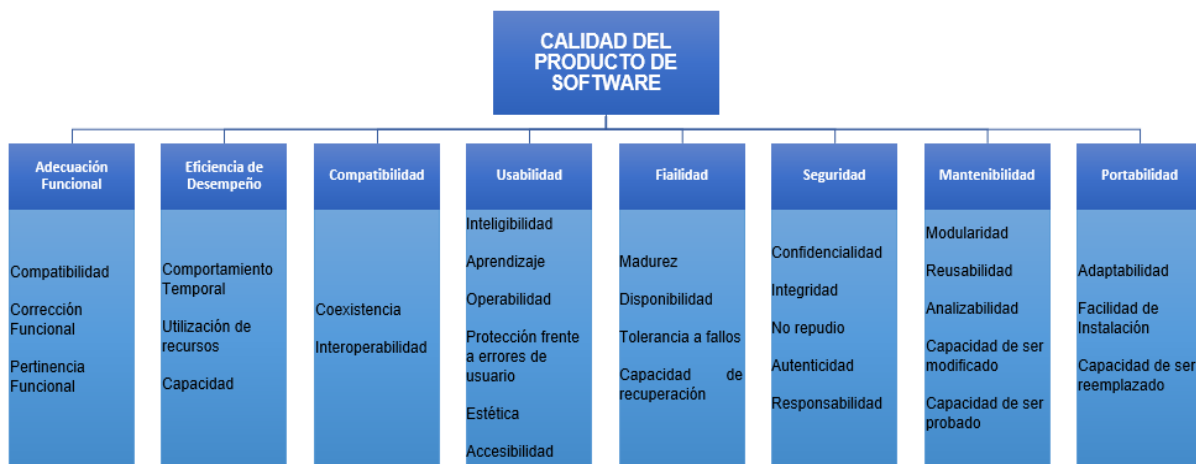 CALIDAD DEL
PRODUCTO DE
SOFTWARE
Adecuación
Funcional
Compatibilidad
Corrección
Funcional
Pertinencia
Funcional
Eficiencia de
Desempeño
Comportamiento
Temporal
Utilización de
recursos
Capacidad
Compatibilidad
Coexistencia
Interoperabilidad
Usabilidad
Inteligibilidad
Aprendizaje
Operabilidad
Protección frente
a errores de
usuario
Estética
Accesibilidad
Fiailidad
Madurez
Disponibilidad
Tolerancia a fallos
Capacidad de
recuperación
Seguridad
Confidencialidad
Integridad
No repudio
Autenticidad
Responsabilidad
Mantenibilidad
Modularidad
Reusabilidad
Analizabilidad
Capacidad de ser
modificado
Capacidad de ser
probado
Portabilidad
Adaptabilidad
Facilidad de
Instalación
Capacidad de ser
reemplazado